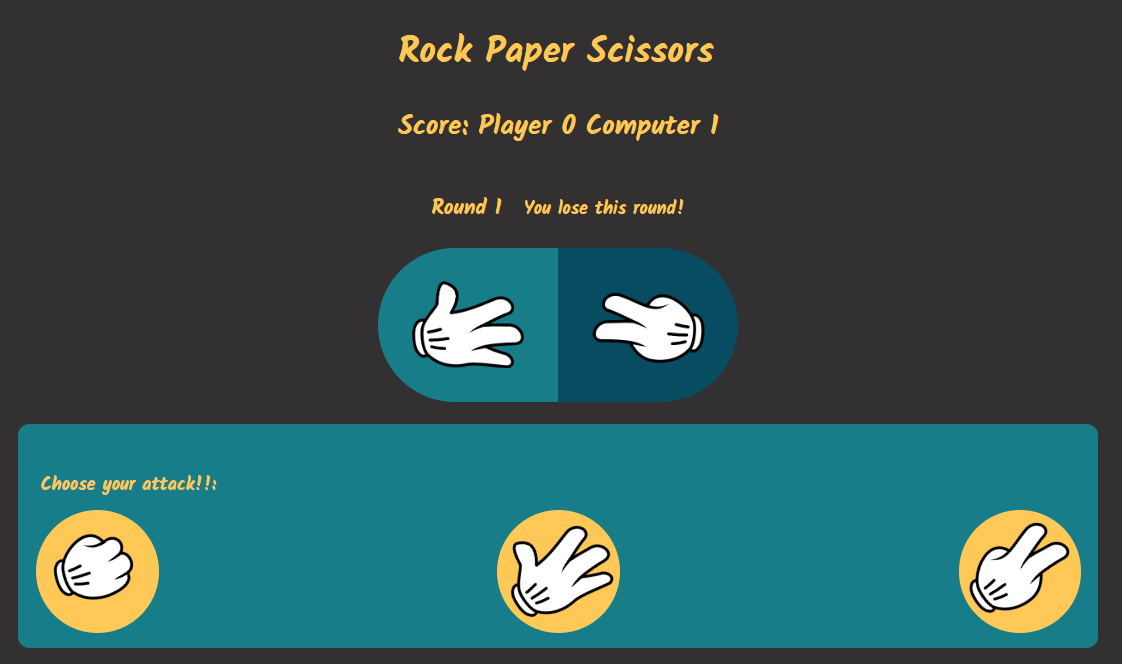 Rock Paper Scissors
Score: Player 0 Computer 1
Round 1 You lose this round!
Choose your attack!!: